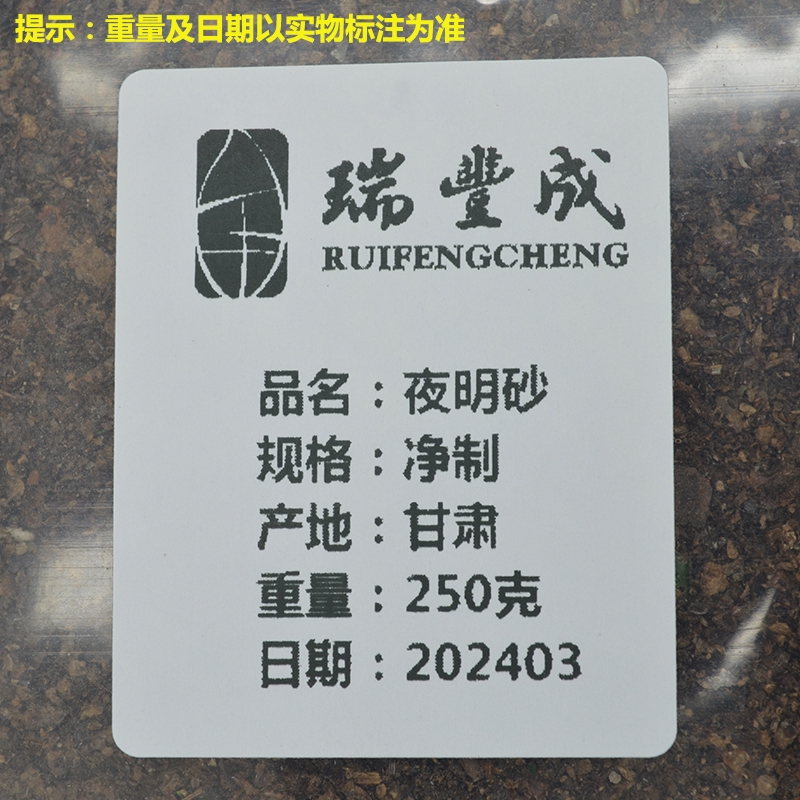 提示：重量及日期以实物标注为准
瑞豐成
RUIFENGCHENG
品名：夜明砂
规格：净制
产地：甘肃
重量：250克
日期：202403